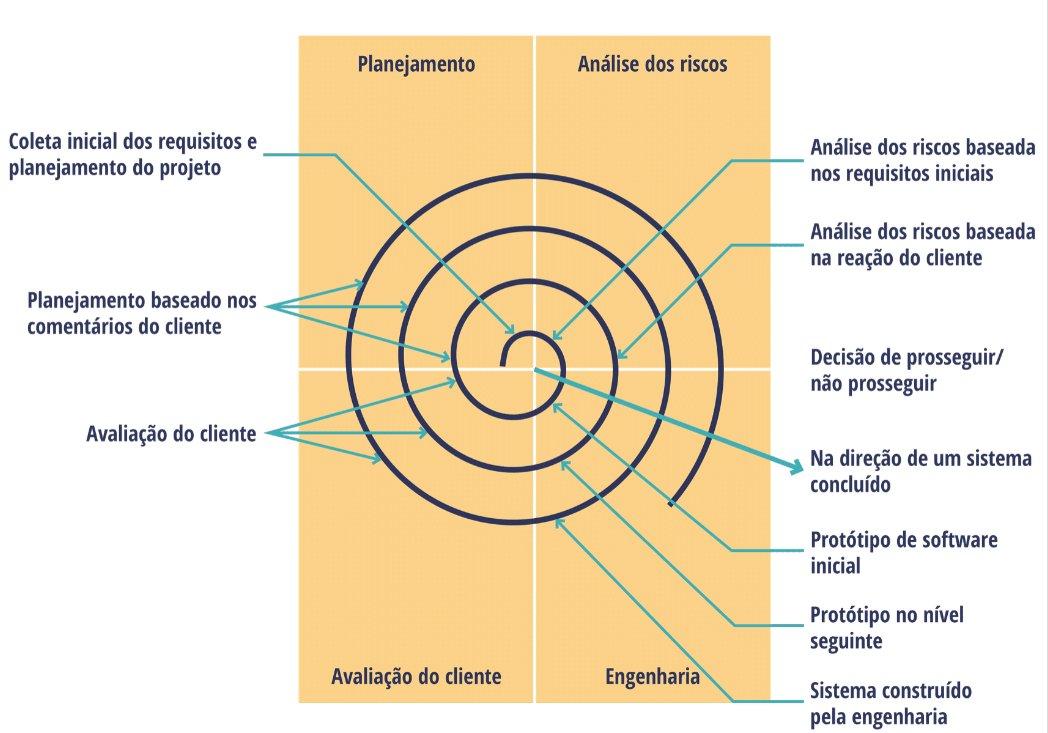 Planejamento
Análise dos riscos
Coleta inicial dos requisitos e
planejamento do projeto
Planejamento baseado nos
comentários do cliente
Avaliação do cliente
Análise dos riscos baseada
nos requisitos iniciais
Análise dos riscos baseada
na reação do cliente
Decisão de prosseguir/
não prosseguir
Na direção de um sistema
concluído
Protótipo de software
inicial
Protótipo no nível
seguinte
Sistema construído
pela engenharia
Avaliação do cliente
Engenharia